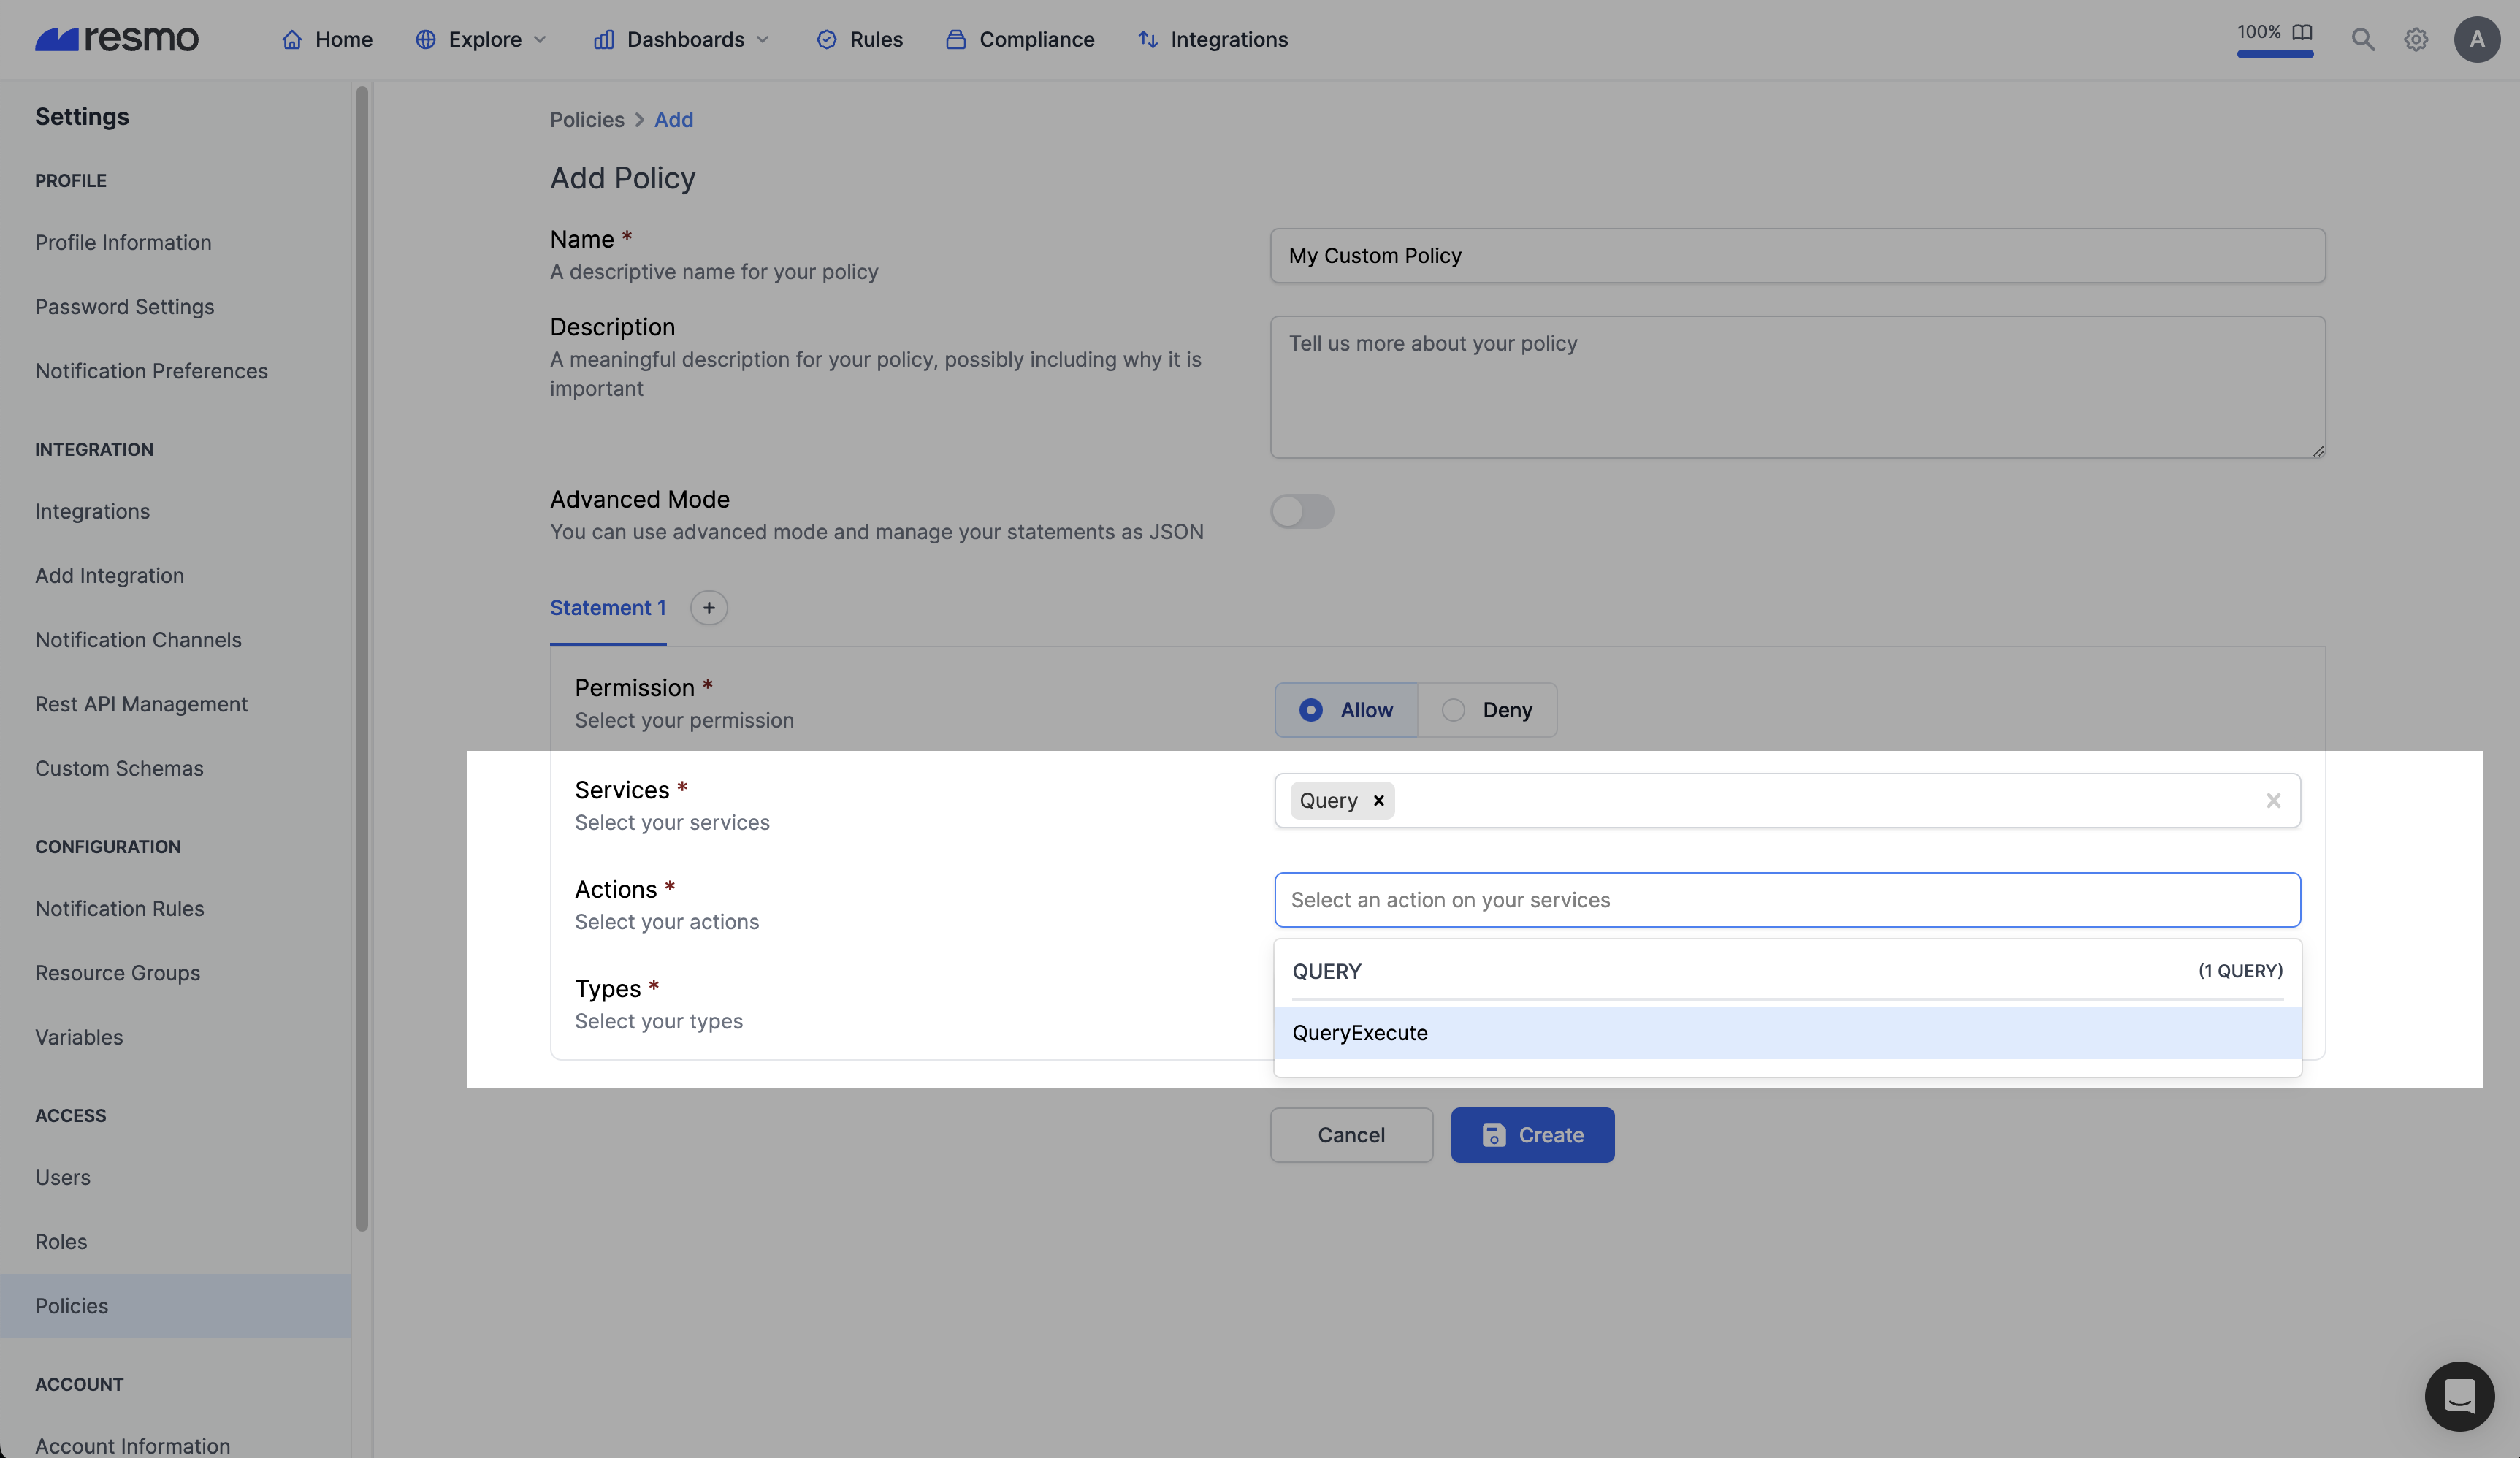 resmo
Home
Explore
Dashboards
Rules
Compliance
Integrations
100%
A
Settings
PROFILE
Profile Information
Password Settings
Notification Preferences
INTEGRATION
Integrations
Add Integration
Notification Channels
Rest API Management
Custom Schemas
CONFIGURATION
Notification Rules
Resource Groups
Variables
ACCESS
Users
Roles
Policies
ACCOUNT
Account Information
Policies > Add
Add Policy
Name *
A descriptive name for your policy
My Custom Policy
Description
A meaningful description for your policy, possibly including why it is
important
Tell us more about your policy
Advanced Mode
You can use advanced mode and manage your statements as JSON
Statement 1
+
Permission *
Select your permission
Allow
Deny
Services *
Select your services
Query
Actions *
Select your actions
Select an action on your services
QUERY
(1 QUERY)
QueryExecute
Types *
Select your types
Cancel
Create